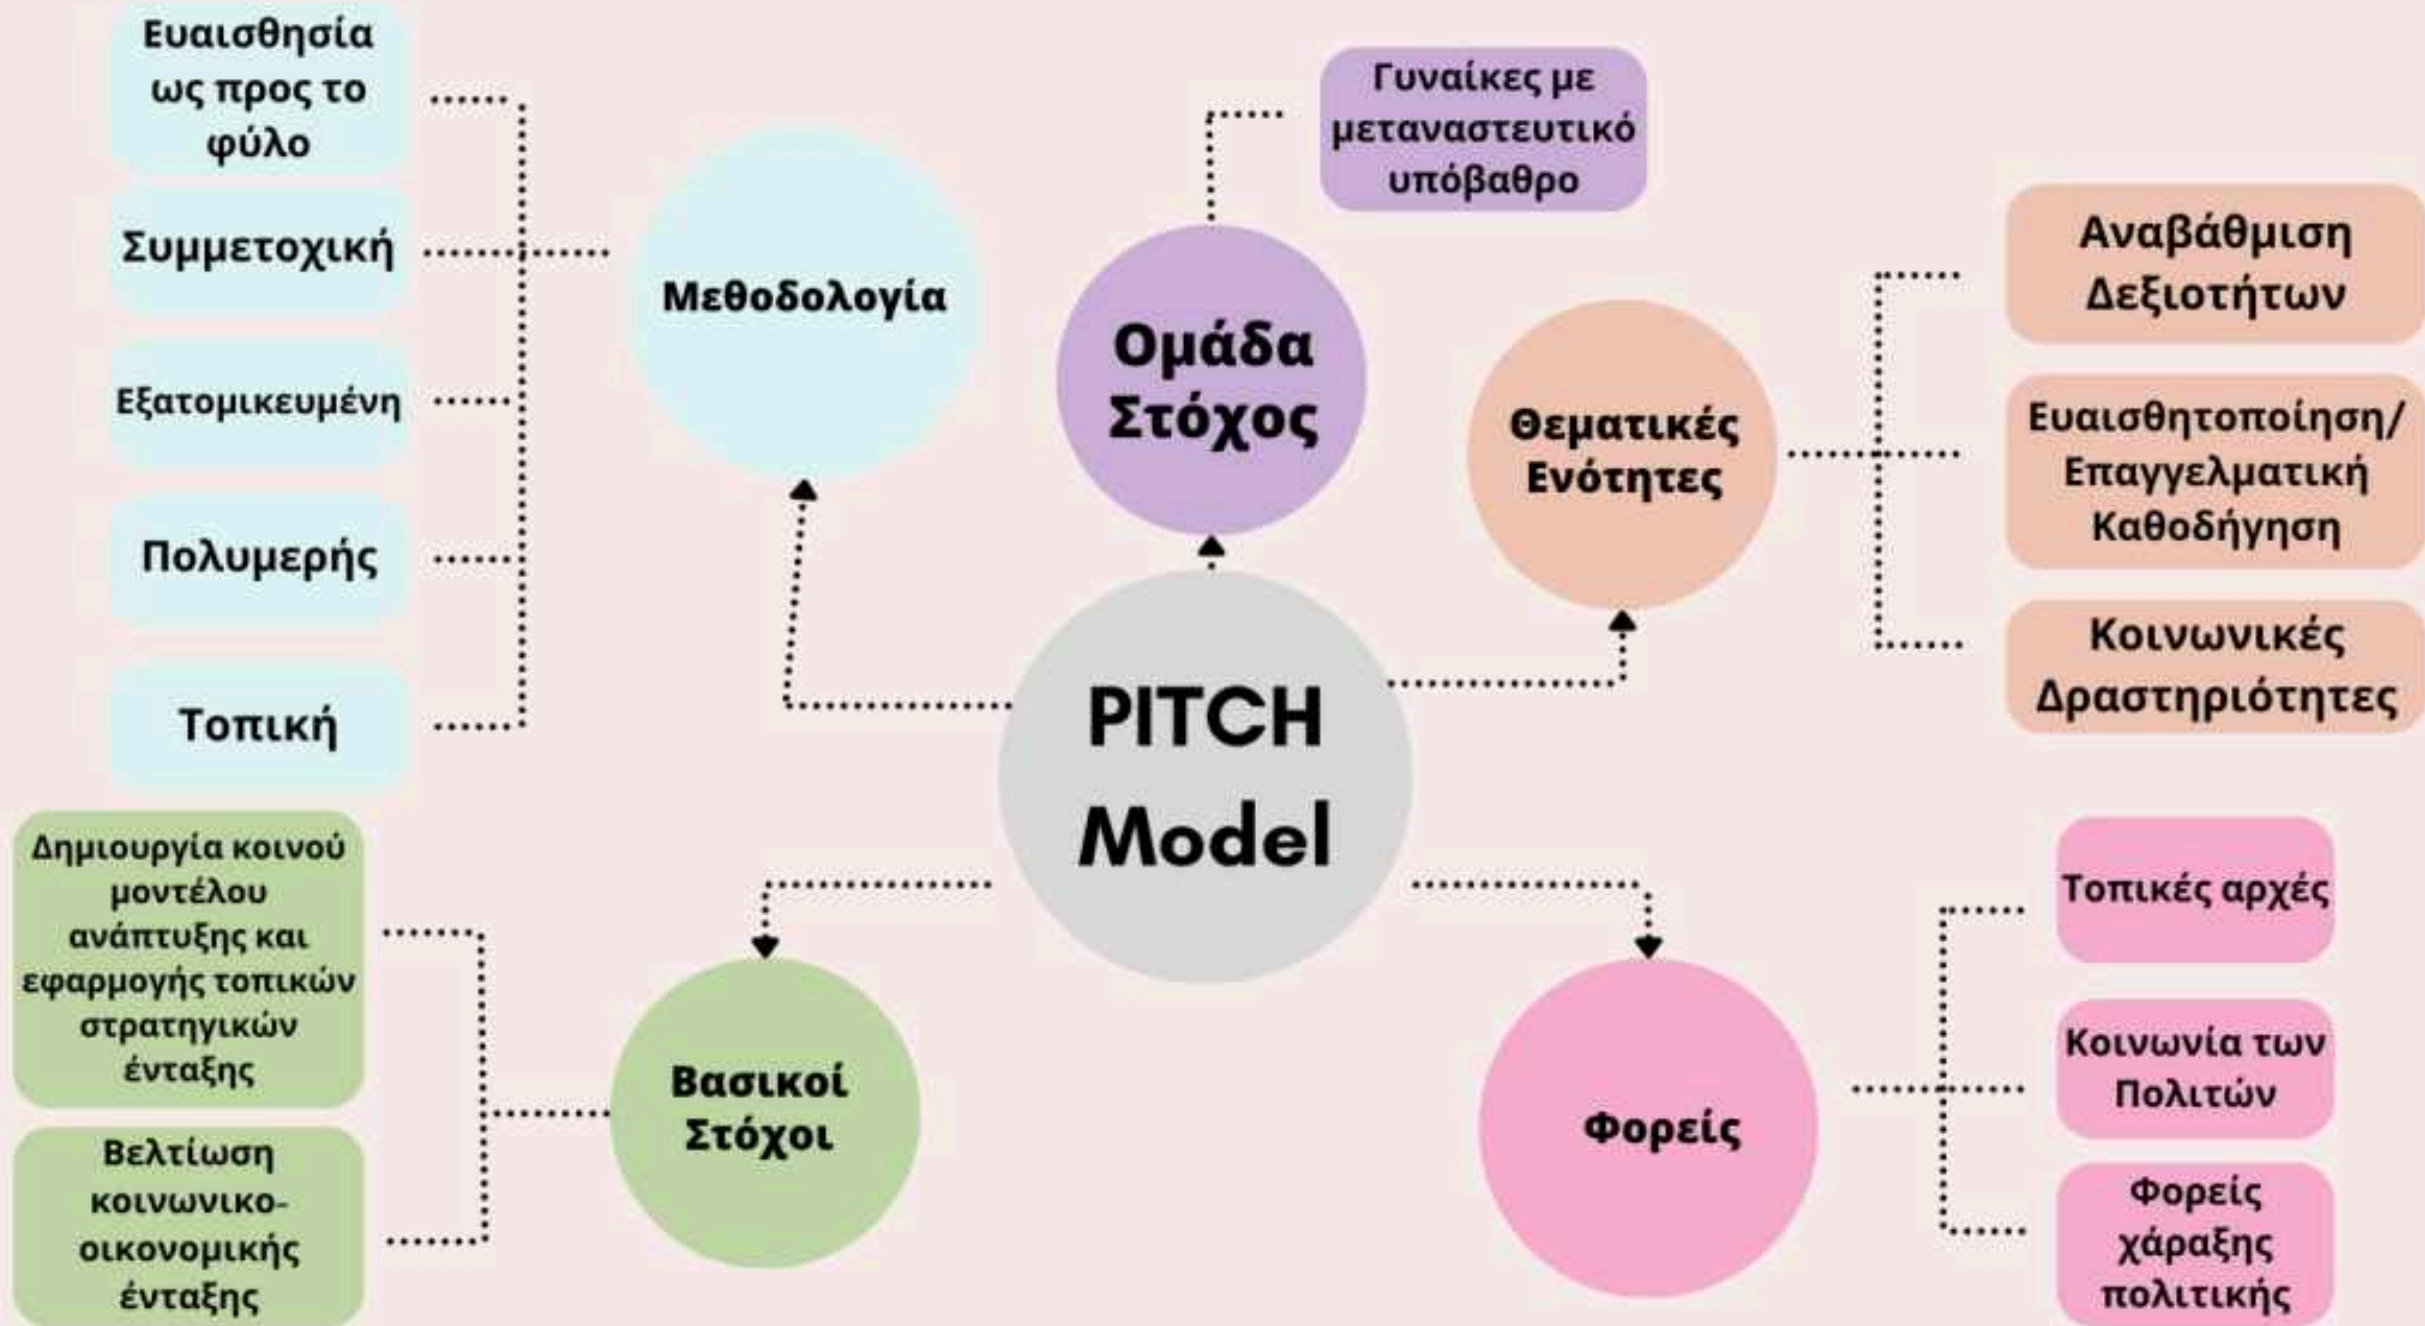 Ευαισθησία
ως προς το
φύλο
Συμμετοχική
Εξατομικευμένη
Πολυμερής
Τοπική
Μεθοδολογία
Γυναίκες με
μεταναστευτικό
υπόβαθρο
Ομάδα
Στόχος
Θεματικές
Ενότητες
Αναβάθμιση
Δεξιοτήτων
Ευαισθητοποίηση/
Επαγγελματική
Καθοδήγηση
Κοινωνικές
Δραστηριότητες
PITCH
Model
Δημιουργία κοινού
μοντέλου
ανάπτυξης και
εφαρμογής τοπικών
στρατηγικών
ένταξης
Βελτίωση
κοινωνικο-
οικονομικής
ένταξης
Βασικοί
Στόχοι
Φορείς
Τοπικές αρχές
Κοινωνία των
Πολιτών
Φορείς
χάραξης
πολιτικής